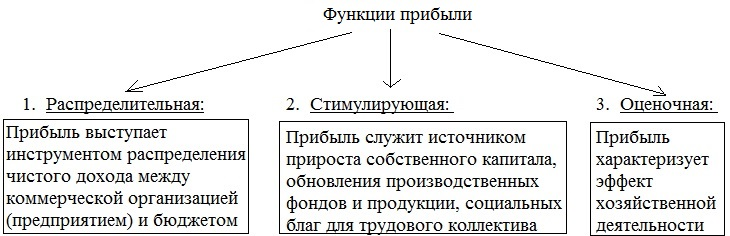 Функции прибыли
1. Распределительная:
Прибыль выступает
инструментом распределения
чистого дохода между
коммерческой организацией
(предприятием) и бюджетом
2. Стимулирующая:
Прибыль служит источником
прироста собственного капитала,
обновления производственных
фондов и продукции, социальных
благ для трудового коллектива
3. Оценочная:
Прибыль
характеризует
эффект
хозяйственной
деятельности